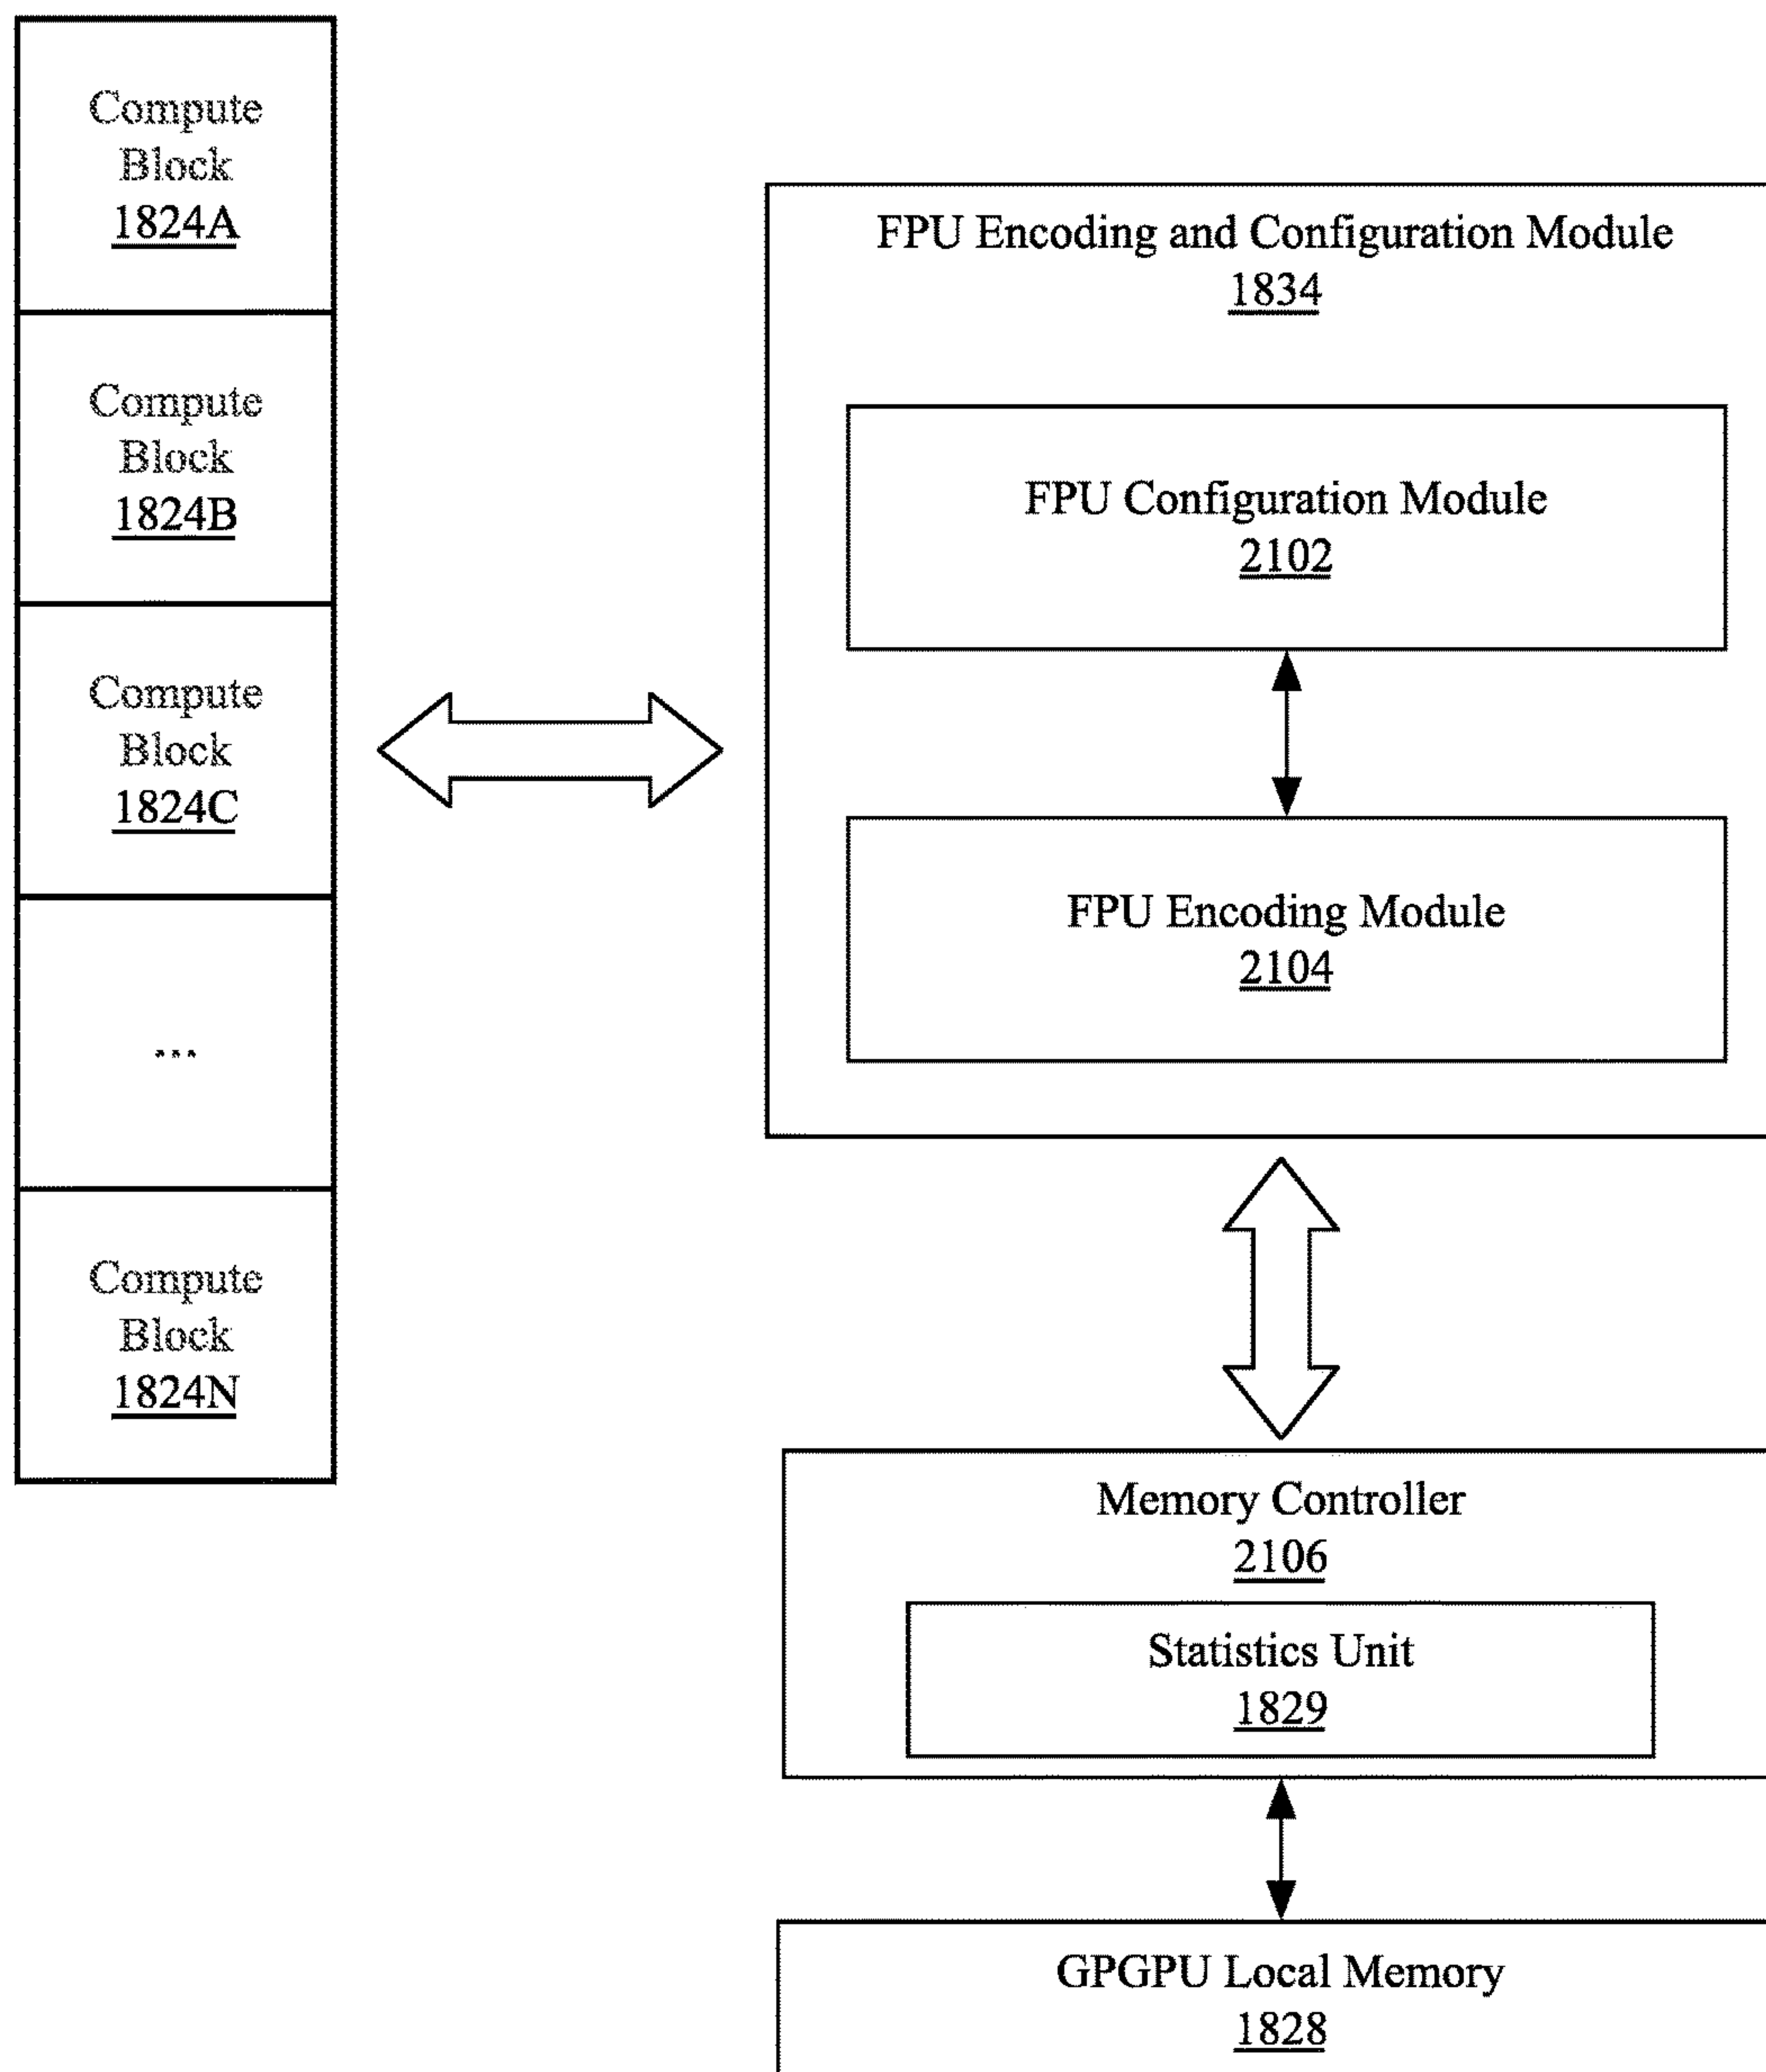 Compute
Block
1824A
Compute
Block
1824B
Compute
Block
1824C
...
Compute
Block
1824N
FPU Encoding and Configuration Module
1834
FPU Configuration Module
2102
FPU Encoding Module
2104
Memory Controller
2106
Statistics Unit
1829
GPGPU Local Memory
1828